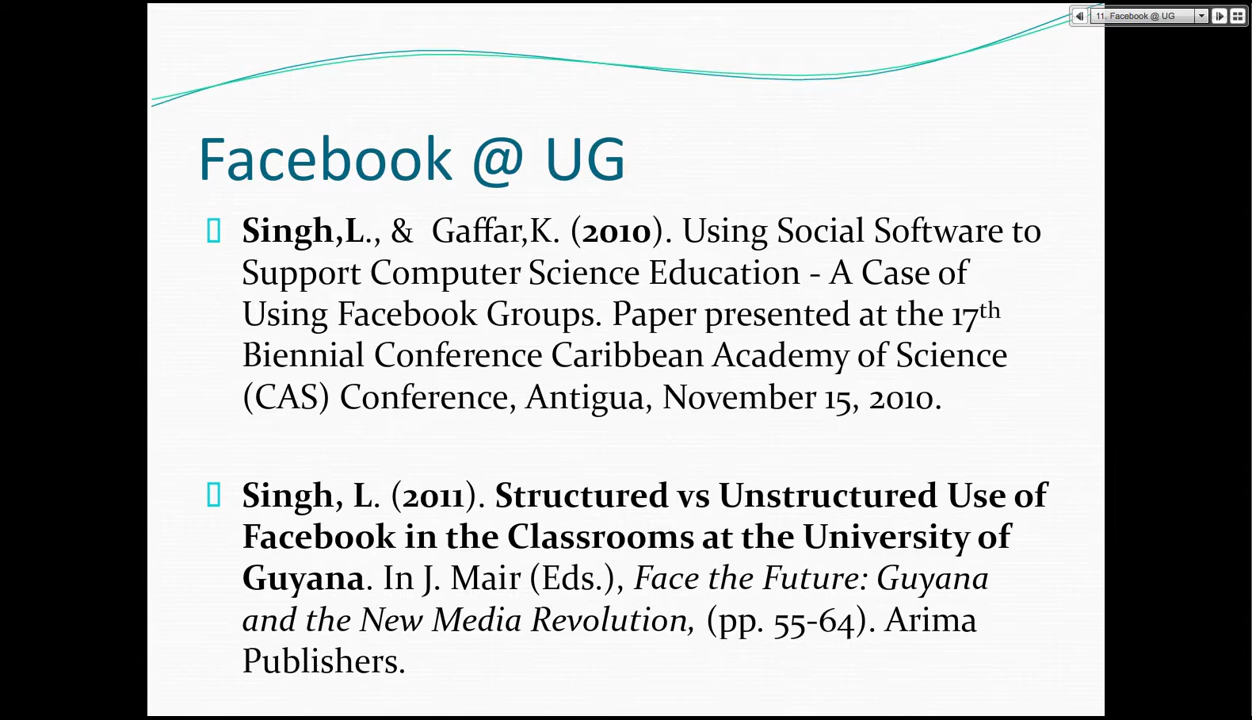 11. Facebook @ UG
Facebook @ UG
Singh,L., & Gaffar,K. (2010). Using Social Software to
Support Computer Science Education - A Case of
Using Facebook Groups. Paper presented at the 17th
Biennial Conference Caribbean Academy of Science
(CAS) Conference, Antigua, November 15, 2010.
Singh, L. (2011). Structured vs Unstructured Use of
Facebook in the Classrooms at the University of
Guyana. In J. Mair (Eds.), Face the Future: Guyana
and the New Media Revolution, (pp. 55-64). Arima
Publishers.